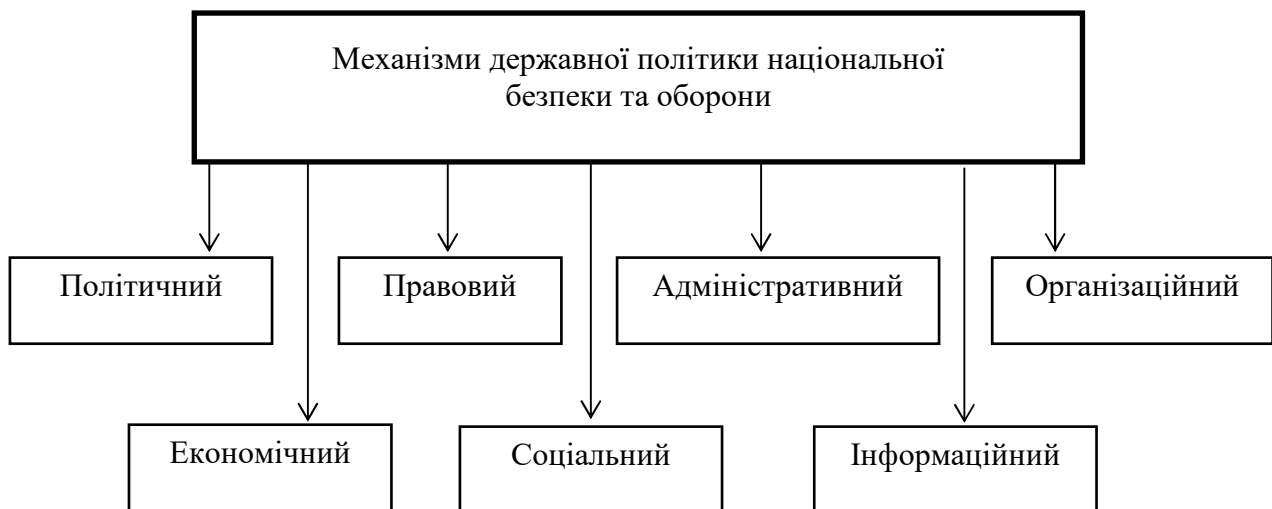 Механізми державної політики національної
безпеки та оборони
Політичний
Правовий
Адміністративний
Організаційний
Економічний
Соціальний
Інформаційний